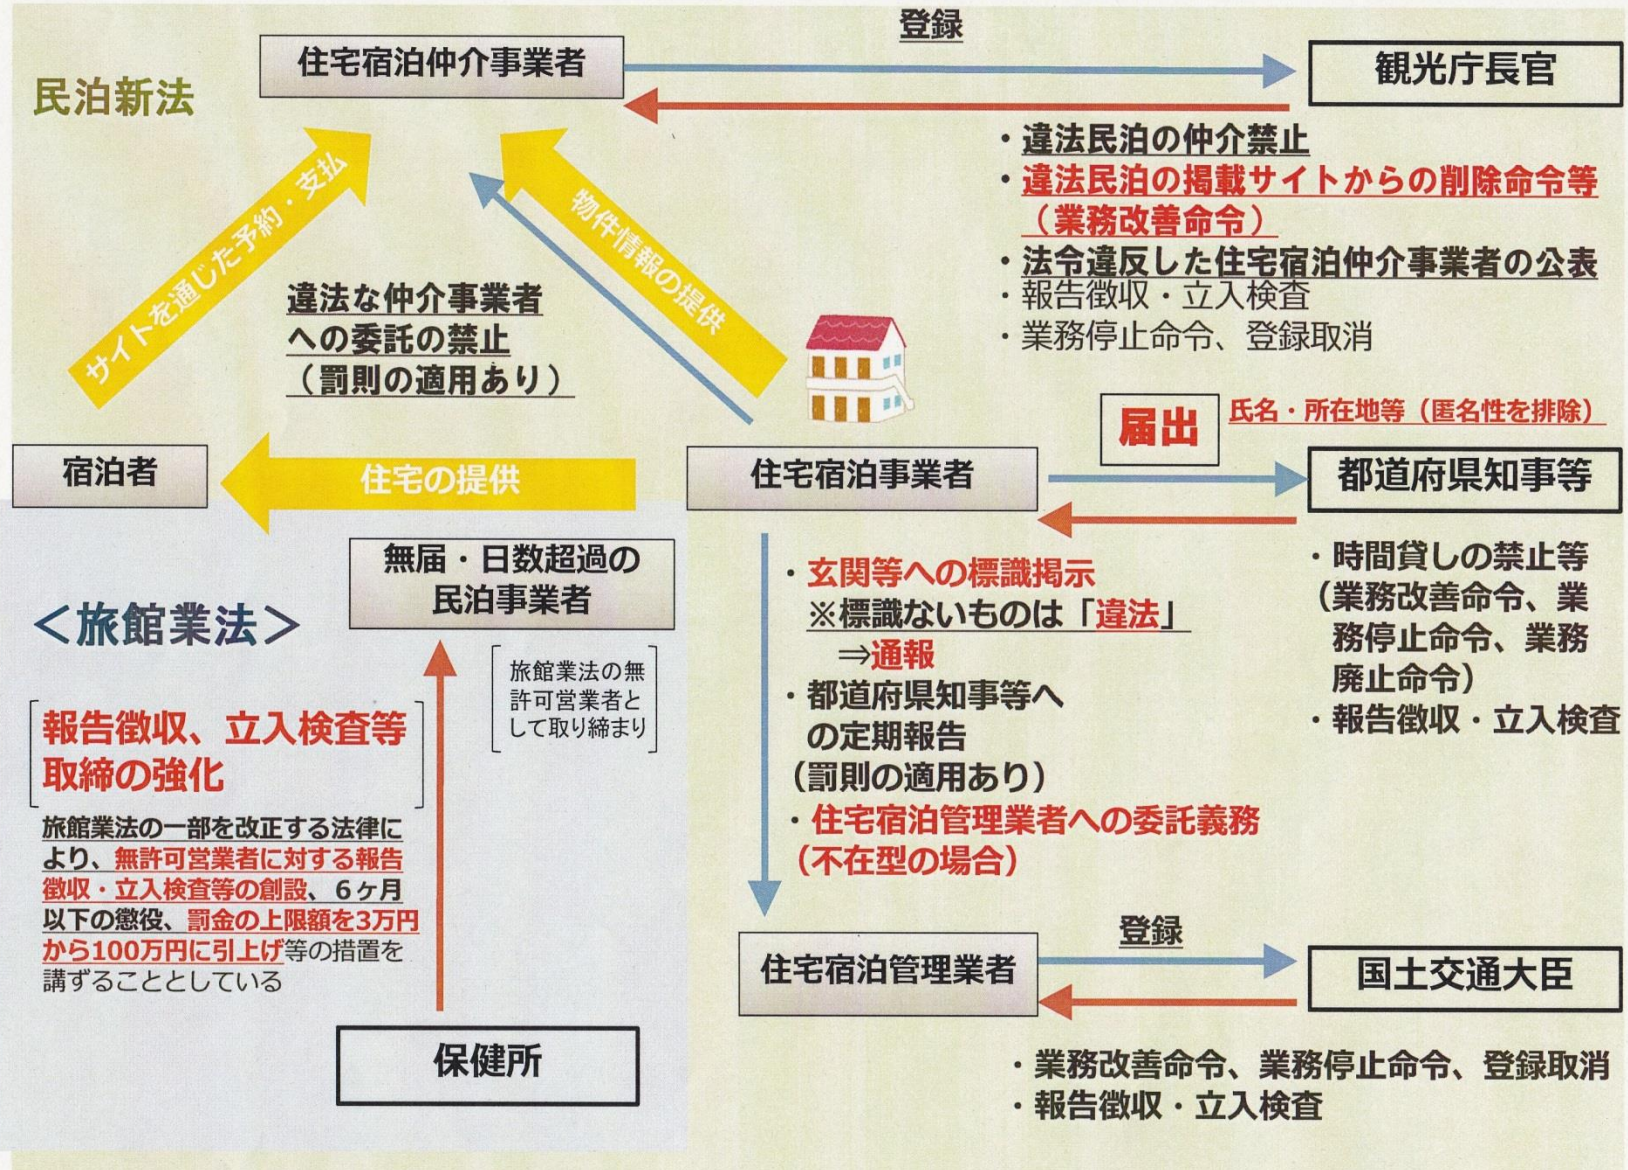 登録
住宅宿泊仲介事業者
観光庁長官
民泊新法
・違法民泊の仲介禁止
・違法民泊の掲載サイトからの削除命令等
（業務改善命令）
・法令違反した住宅宿泊仲介事業者の公表
・報告徴収・立入検査
・業務停止命令、登録取消
サイトを通じた予約・支払
物件情報の提供
違法な仲介事業者
への委託の禁止
（罰則の適用あり）
届出
氏名・所在地等（匿名性を排除）
宿泊者
住宅の提供
住宅宿泊事業者
都道府県知事等
・時間貸しの禁止等
（業務改善命令、業
務停止命令、業務
廃止命令）
・報告徴収・立入検査
・玄関等への標識掲示
※標識ないものは「違法」
⇒通報
・都道府県知事等へ
の定期報告
（罰則の適用あり）
・住宅宿泊管理業者への委託義務
（不在型の場合）
無届・日数超過の
民泊事業者
＜旅館業法＞
旅館業法の無
許可営業者と
して取り締まり
報告徴収、立入検査等
取締の強化
旅館業法の一部を改正する法律に
より、無許可営業者に対する報告
徴収・立入検査等の創設、６ヶ月
以下の懲役、罰金の上限額を3万円
から100万円に引上げ等の措置を
講ずることとしている
保健所
登録
住宅宿泊管理業者
国土交通大臣
・業務改善命令、業務停止命令、登録取消
・報告徴収・立入検査